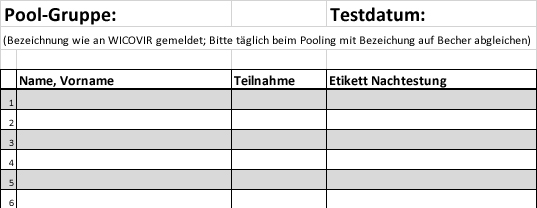 Pool-Gruppe: Testdatum:
(Bezeichnung wie an WICOVIR gemeldet; Bitte täglich beim Pooling mit Bezeichung auf Becher abgleichen)
Name, Vorname Teilnahme Etikett Nachtestung
1
2
3
4
5
6